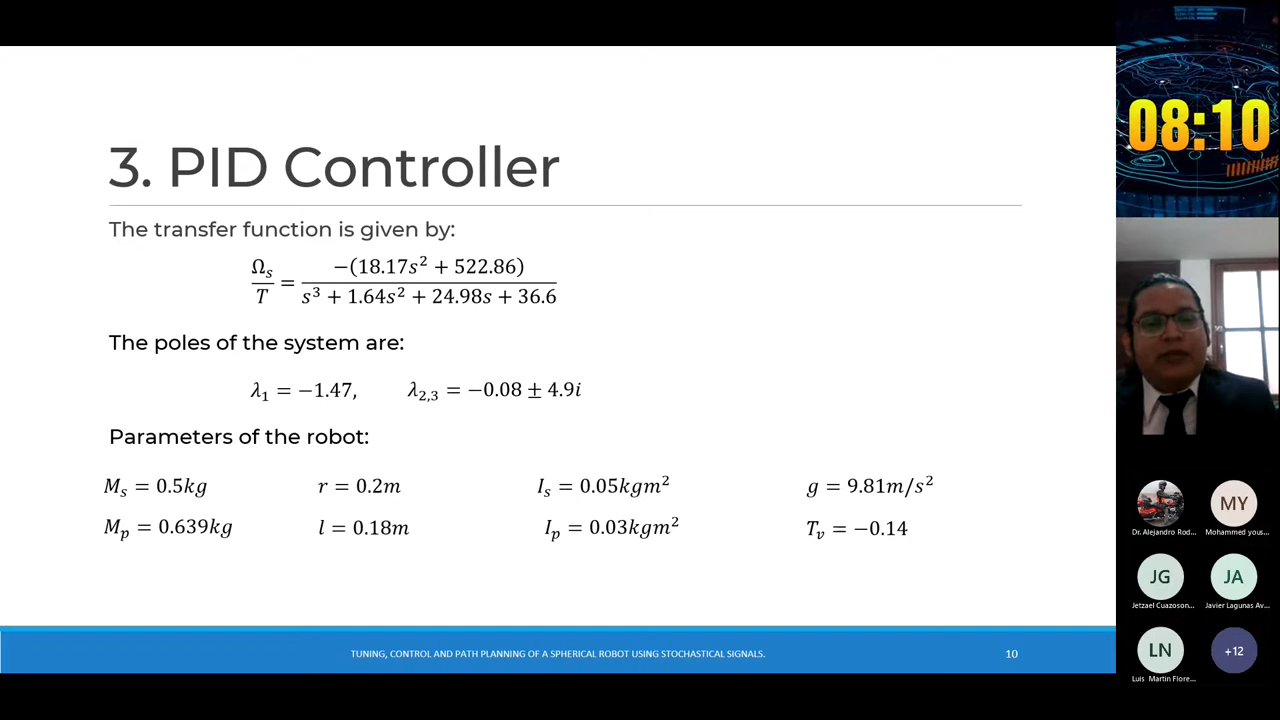 3. PID Controller
The transfer function is given by:
Ωₛ/T = −(18.17s² + 522.86)/(s³ + 1.64s² + 24.98s + 36.6)
The poles of the system are:
λ₁ = −1.47, λ₂,₃ = −0.08 ± 4.9i
Parameters of the robot:
Mₛ = 0.5kg r = 0.2m Iₛ = 0.05kgm² g = 9.81m/s²
Mₚ = 0.639kg l = 0.18m Iₚ = 0.03kgm² Tᵥ = −0.14
TUNING, CONTROL AND PATH PLANNING OF A SPHERICAL ROBOT USING STOCHASTICAL SIGNALS. 10
08:10
MY
Dr. Alejandro Rod... Mohammed yous...
JG JA
Jetzael Cuazoson... Javier Lagunas Av...
LN +12
Luis Martin Flore...